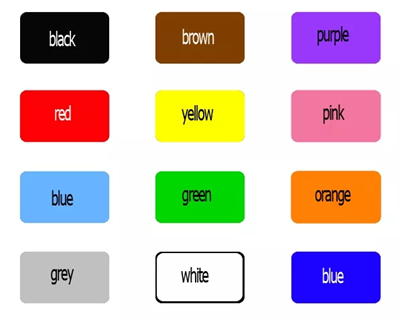 black brown purple
red yellow pink
blue green orange
grey white blue